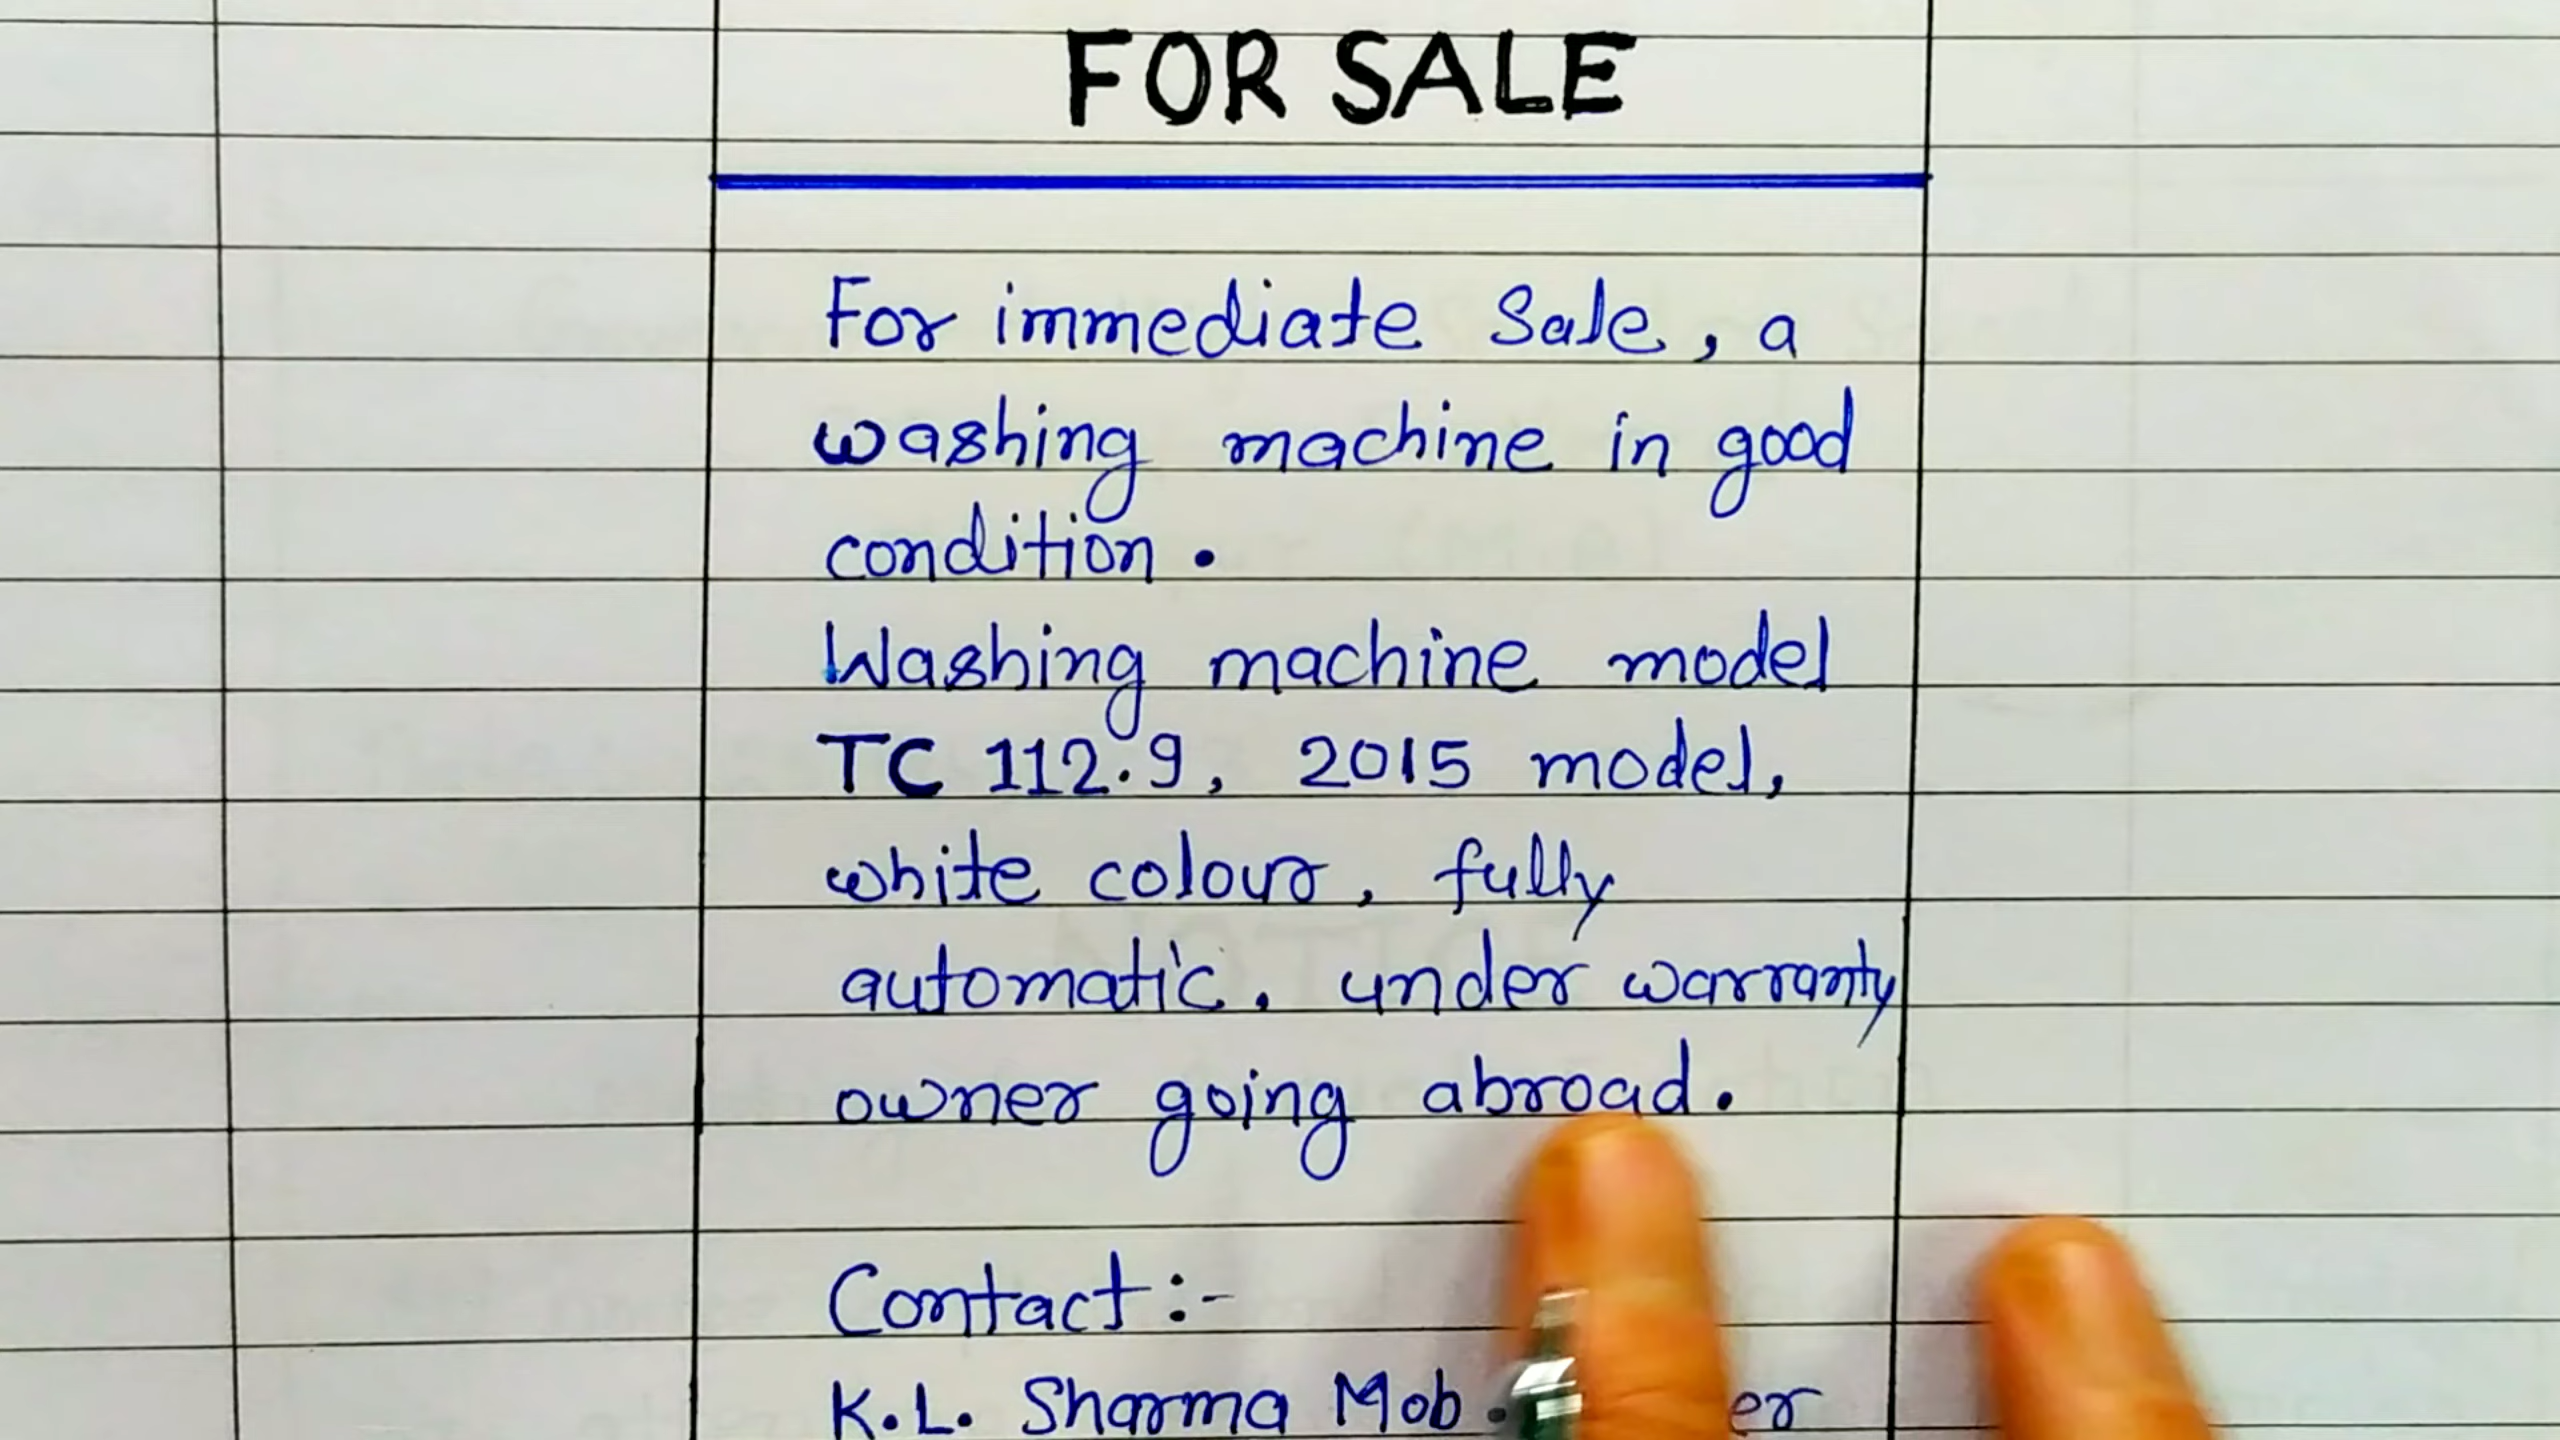 FOR SALE
For immediate Sale, a
washing machine in good
condition.
Washing machine model
TC 112.9, 2015 model,
white colour, fully
automatic, under warranty
owner going abroad.
Contact :-
K.L. Sharma Mob.